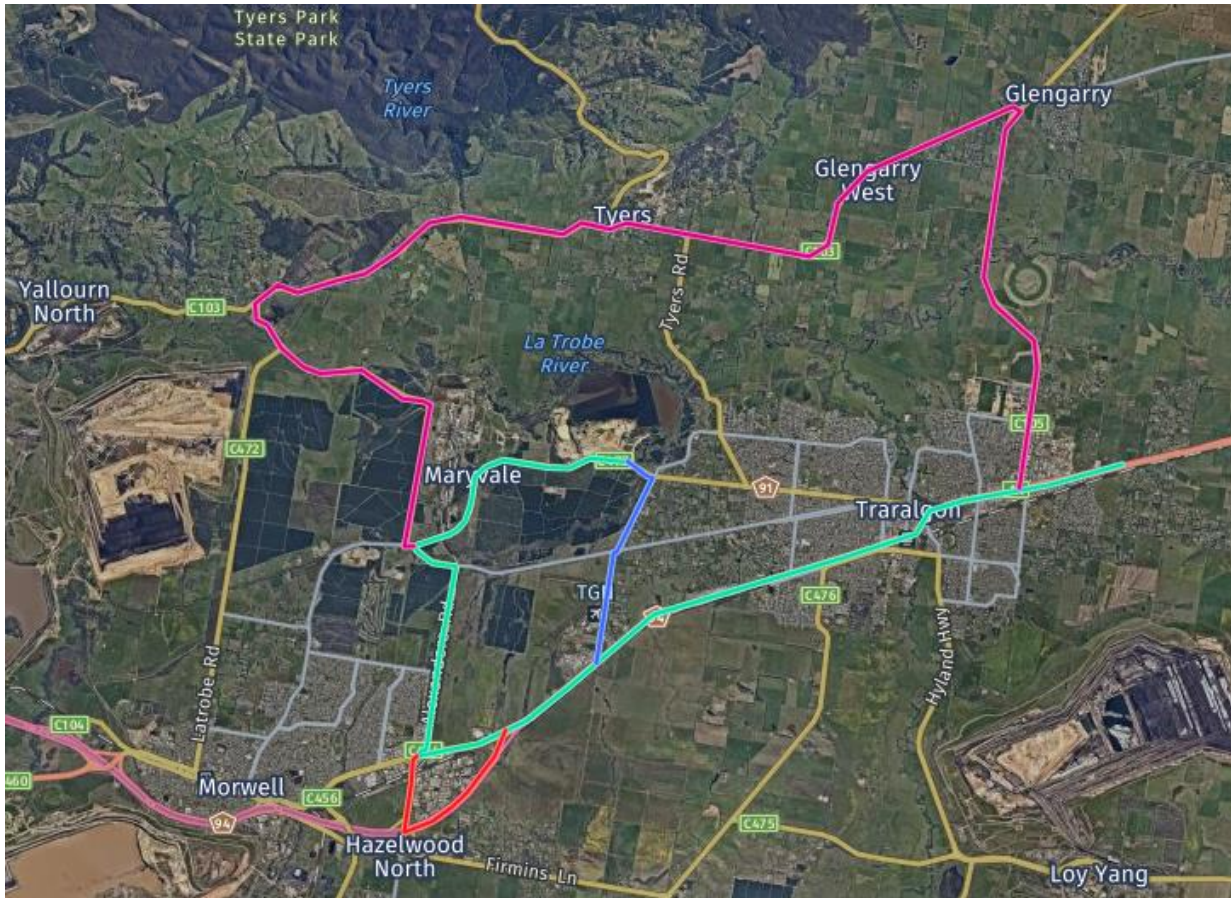 Tyers Park
State Park
Tyers
River
Glengarry
Glengarry
West
Tyers
C103
Yallourn
North
C103
Tyers Rd
La Trobe
River
C105
C472
Maryvale
91
Traralgon
TGN
C476
Latrobe Rd
Hyland Hwy
C104
Morwell
C456
94
C475
Hazelwood
North
Firmins Ln
Loy Yang